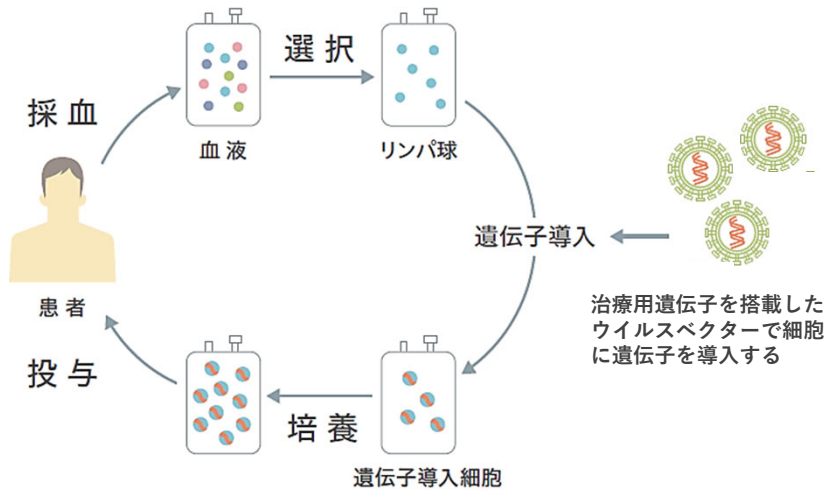 採血
血液
選択
リンパ球
遺伝子導入
治療用遺伝子を搭載した
ウイルスベクターで細胞
に遺伝子を導入する
遺伝子導入細胞
培養
投与
患者